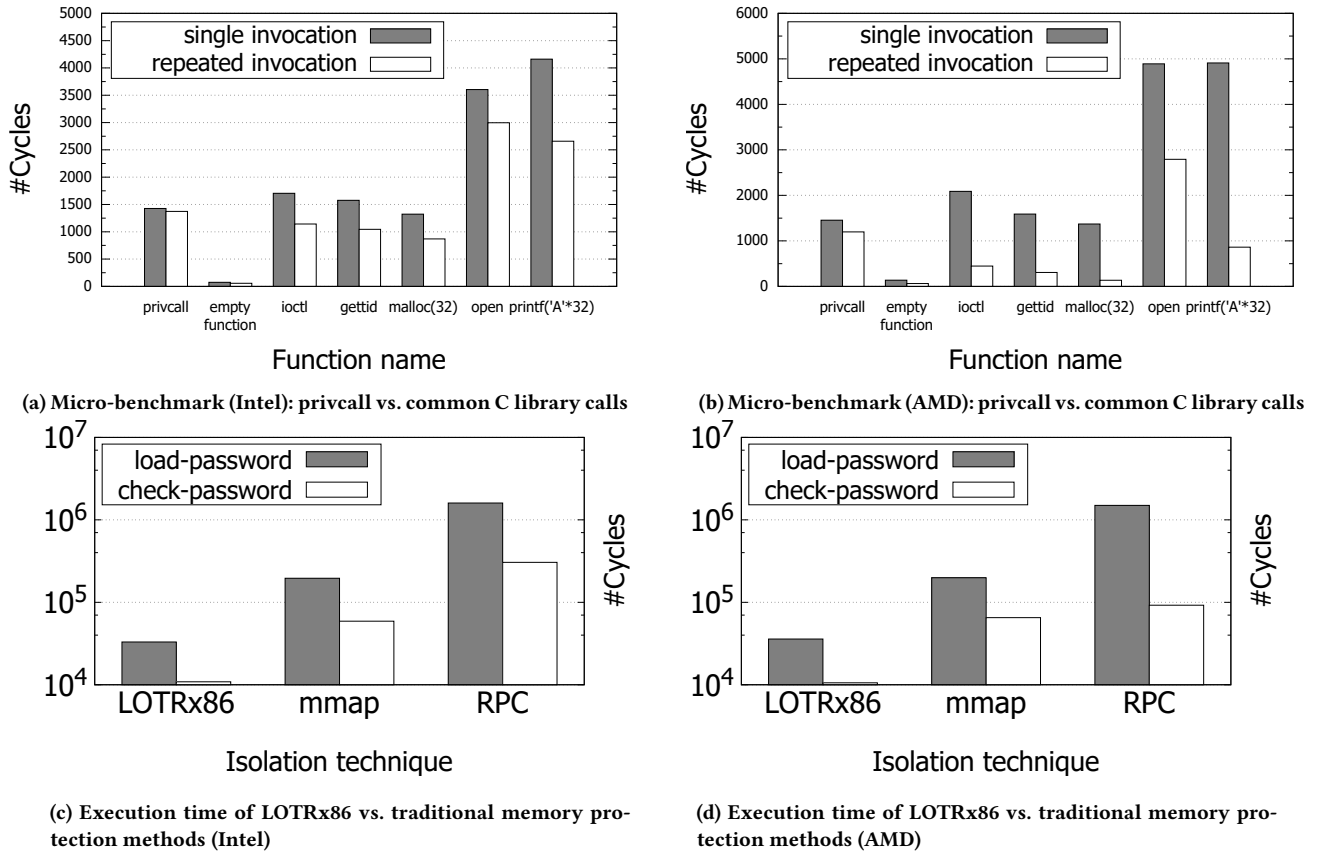 5000
4500
4000
3500
3000
2500
2000
1500
1000
500
0
#Cycles
single invocation
repeated invocation
privcall empty function ioctl gettid malloc(32) open printf('A'*32)
Function name
(a) Micro-benchmark (Intel): privcall vs. common C library calls
6000
5000
4000
3000
2000
1000
0
#Cycles
single invocation
repeated invocation
privcall empty function ioctl gettid malloc(32) open printf('A'*32)
Function name
(b) Micro-benchmark (AMD): privcall vs. common C library calls
10^7
10^6
10^5
10^4
load-password
check-password
LOTRx86 mmap RPC
Isolation technique
(c) Execution time of LOTRx86 vs. traditional memory pro-
tection methods (Intel)
#Cycles
10^7
10^6
10^5
10^4
load-password
check-password
LOTRx86 mmap RPC
#Cycles
Isolation technique
(d) Execution time of LOTRx86 vs. traditional memory pro-
tection methods (AMD)